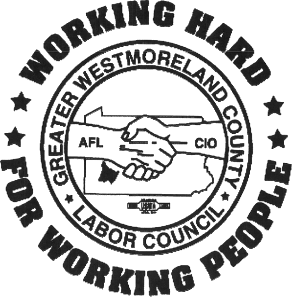 WORKING HARD
FOR WORKING PEOPLE
GREATER WESTMORELAND COUNTY
LABOR COUNCIL
AFL
CIO